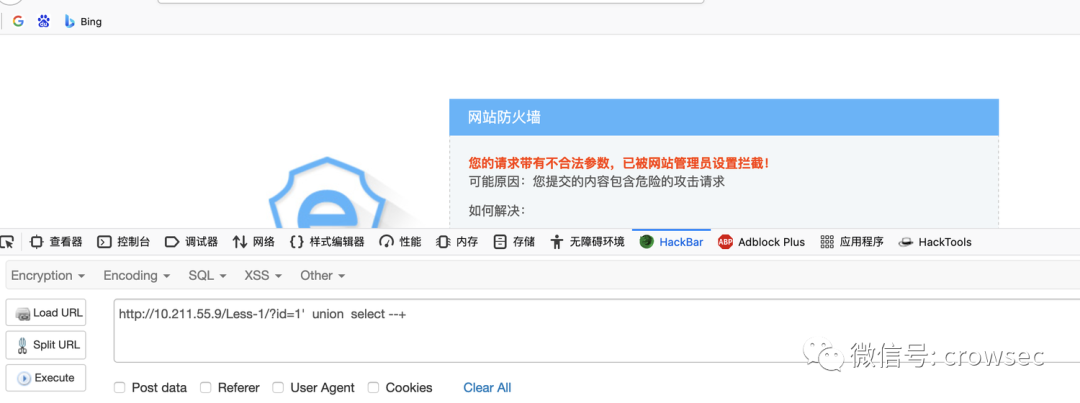 Bing
网站防火墙
您的请求带有不合法参数，已被网站管理员设置拦截！
可能原因：您提交的内容包含危险的攻击请求
如何解决：
查看器 控制台 调试器 网络 样式编辑器 性能 内存 存储 无障碍环境 HackBar ABP Adblock Plus 应用程序 HackTools
Encryption Encoding SQL XSS Other
Load URL http://10.211.55.9/Less-1/?id=1' union select --+
Split URL
微信号: crowsec
Execute
Post data Referer User Agent Cookies Clear All